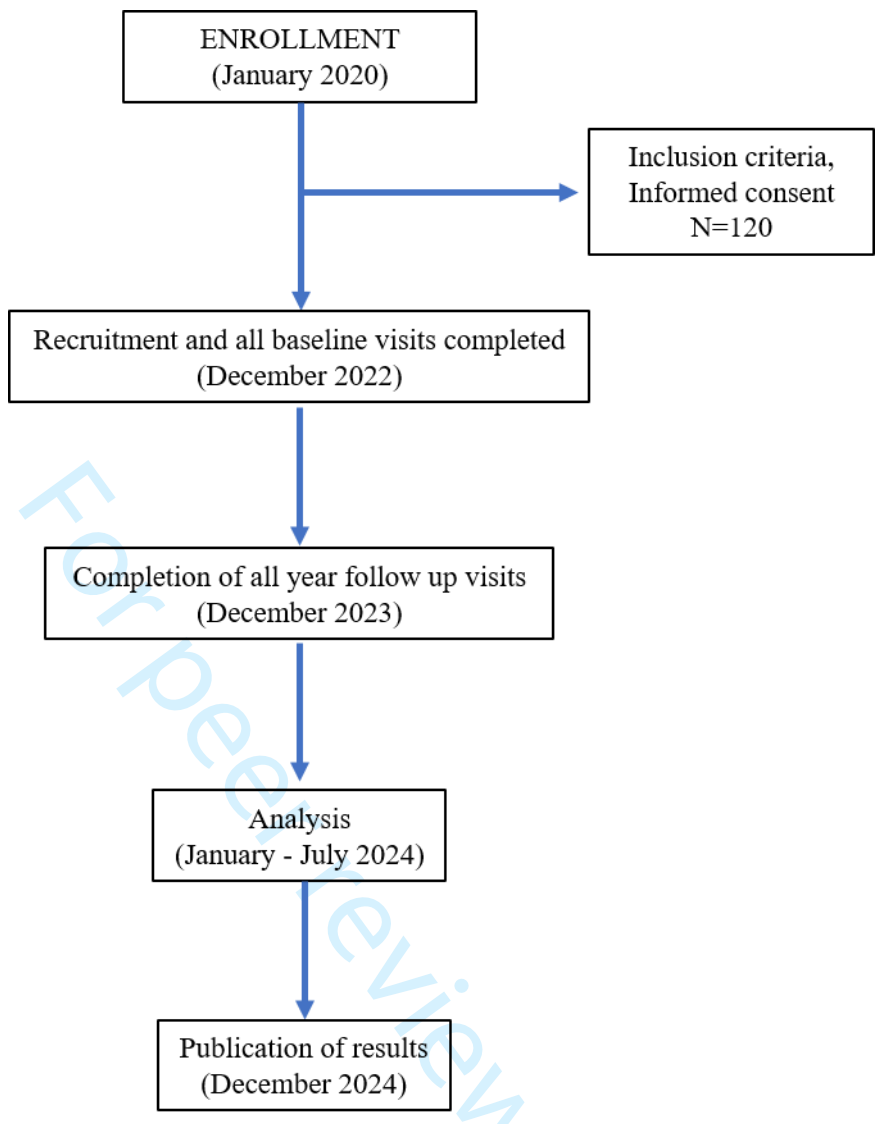 ENROLLMENT
(January 2020)
Inclusion criteria,
Informed consent
N=120
Recruitment and all baseline visits completed
(December 2022)
Completion of all year follow up visits
(December 2023)
Analysis
(January - July 2024)
Publication of results
(December 2024)
For peer review